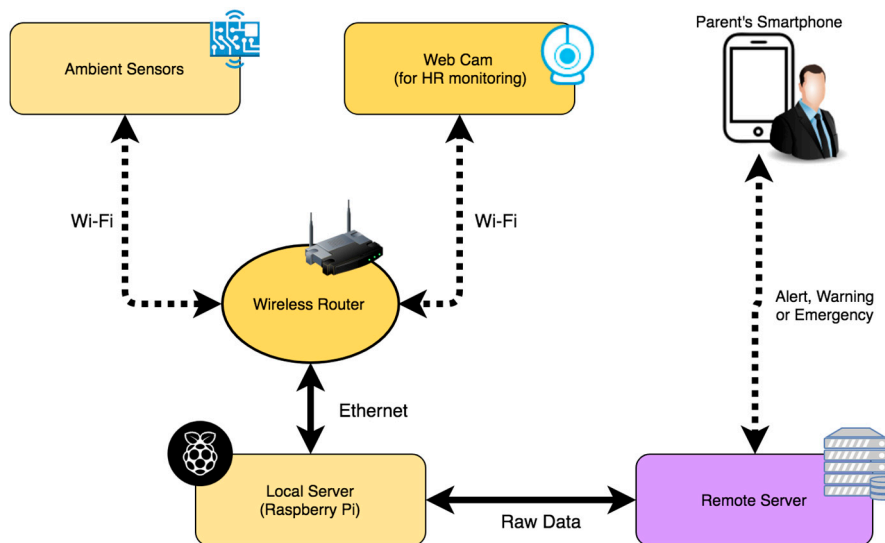 Parent's Smartphone
Ambient Sensors
Web Cam
(for HR monitoring)
Wi-Fi
Wi-Fi
Wireless Router
Alert, Warning
or Emergency
Ethernet
Local Server
(Raspberry Pi)
Raw Data
Remote Server